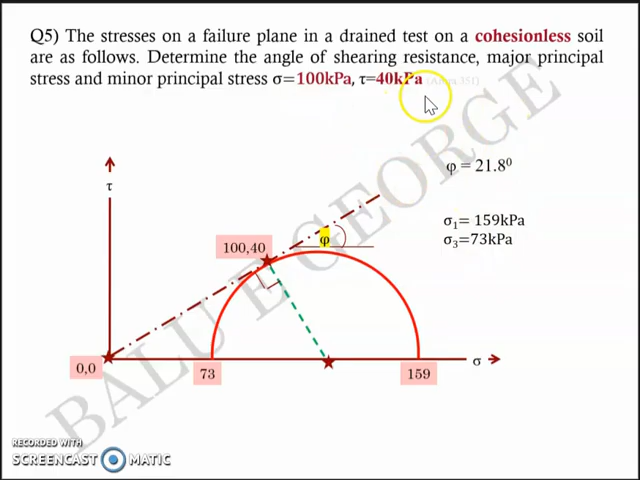 Q5) The stresses on a failure plane in a drained test on a cohesionless soil
are as follows. Determine the angle of shearing resistance, major principal
stress and minor principal stress σ=100kPa, τ=40kPa
φ = 21.8⁰
τ
σ₁= 159kPa
σ₃=73kPa
φ
100,40
σ
0,0
73
159
BALU E GEORGE
RECORDED WITH
SCREENCAST MATIC